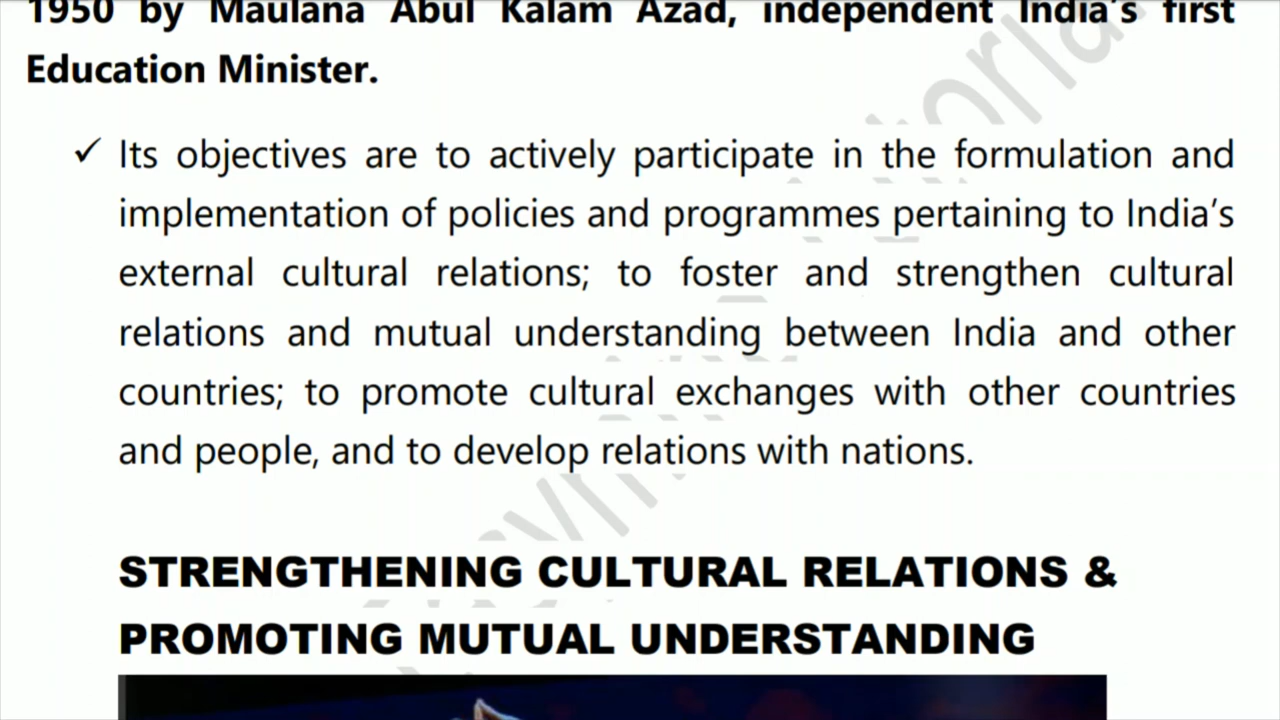 1950 by Maulana Abul Kalam Azad, independent India's first
Education Minister.
✓ Its objectives are to actively participate in the formulation and
implementation of policies and programmes pertaining to India's
external cultural relations; to foster and strengthen cultural
relations and mutual understanding between India and other
countries; to promote cultural exchanges with other countries
and people, and to develop relations with nations.
STRENGTHENING CULTURAL RELATIONS &
PROMOTING MUTUAL UNDERSTANDING